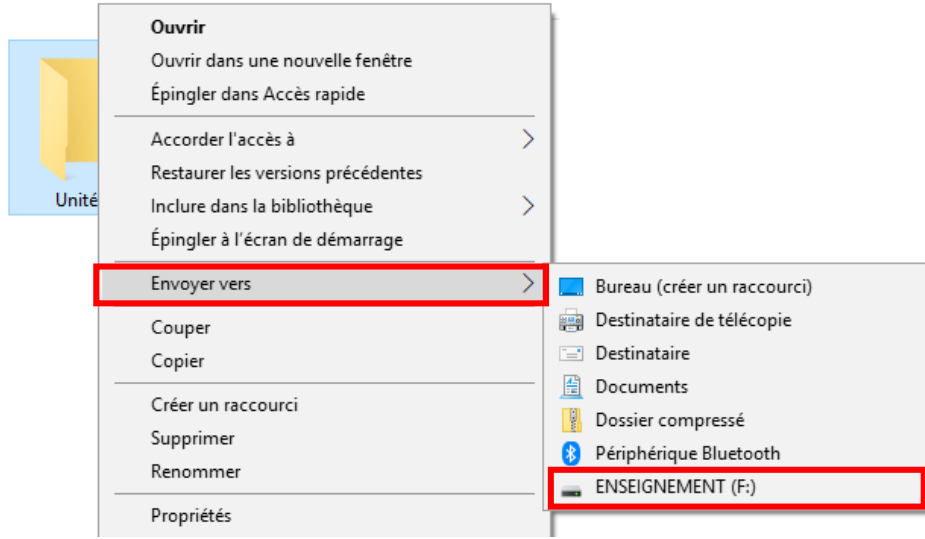 Ouvrir
Ouvrir dans une nouvelle fenêtre
Épingler dans Accès rapide
Accorder l'accès à
Restaurer les versions précédentes
Unité
Inclure dans la bibliothèque
Épingler à l'écran de démarrage
Envoyer vers
Bureau (créer un raccourci)
Destinataire de télécopie
Destinataire
Documents
Dossier compressé
Périphérique Bluetooth
ENSEIGNEMENT (F:)
Couper
Copier
Créer un raccourci
Supprimer
Renommer
Propriétés